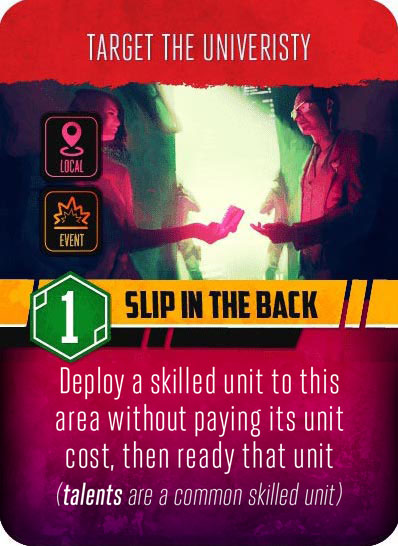 TARGET THE UNIVERISTY
LOCAL
EVENT
1
SLIP IN THE BACK
Deploy a skilled unit to this
area without paying its unit
cost, then ready that unit
(talents are a common skilled unit)